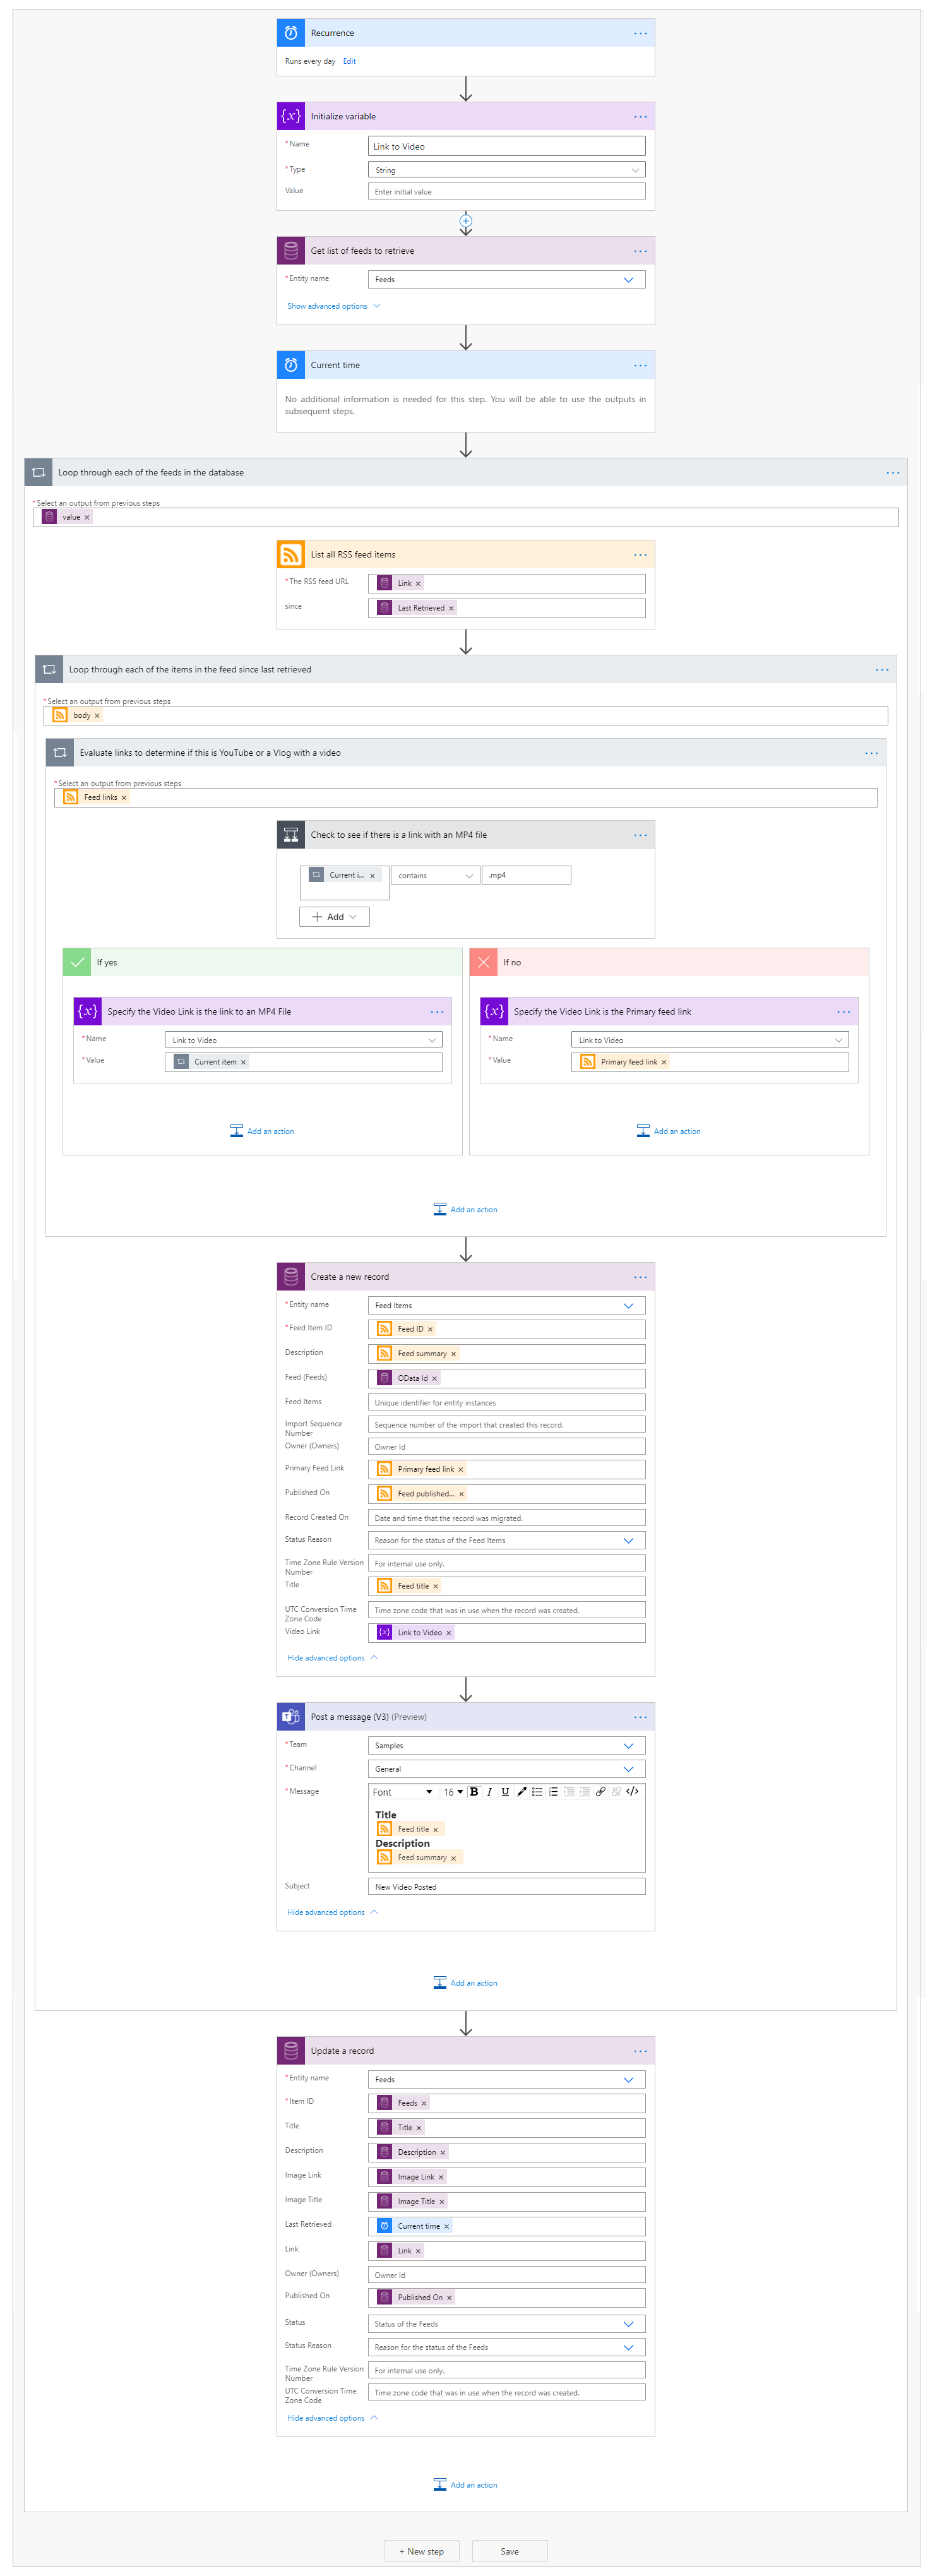 Recurrence
Runs every day Edit
Initialize variable
* Name Link to Video
* Type String
Value Enter initial value
Get list of feeds to retrieve
* Entity name Feeds
Show advanced options
Current time
No additional information is needed for this step. You will be able to use the outputs in
subsequent steps.
Loop through each of the feeds in the database
* Select an output from previous steps
value ×
List all RSS feed items
* The RSS feed URL Link ×
since Last Retrieved ×
Loop through each of the items in the feed since last retrieved
* Select an output from previous steps
body ×
Evaluate links to determine if this is YouTube or a Vlog with a video
* Select an output from previous steps
Feed links ×
Check to see if there is a link with an MP4 file
Current i... × contains .mp4
+ Add
If yes
Specify the Video Link is the link to an MP4 File
* Name Link to Video
* Value Current item ×
Add an action
If no
Specify the Video Link is the Primary feed link
* Name Link to Video
* Value Primary feed link ×
Add an action
Add an action
Create a new record
* Entity name Feed Items
* Feed Item ID Feed ID ×
Description Feed summary ×
Feed (Feeds) OData Id ×
Feed Items Unique identifier for entity instances
Import Sequence
Number
Sequence number of the import that created this record.
Owner (Owners) Owner Id
Primary Feed Link Primary feed link ×
Published On Feed published... ×
Record Created On Date and time that the record was migrated.
Status Reason Reason for the status of the Feed Items
Time Zone Rule Version
Number
For internal use only.
Title Feed title ×
UTC Conversion Time
Zone Code
Time zone code that was in use when the record was created.
Video Link Link to Video ×
Hide advanced options
Post a message (V3) (Preview)
* Team Samples
* Channel General
* Message Font 16 B I U </>
Title
Feed title ×
Description
Feed summary ×
Subject New Video Posted
Hide advanced options
Add an action
Update a record
* Entity name Feeds
* Item ID Feeds ×
Title Title ×
Description Description ×
Image Link Image Link ×
Image Title Image Title ×
Last Retrieved Current time ×
Link Link ×
Owner (Owners) Owner Id
Published On Published On ×
Status Status of the Feeds
Status Reason Reason for the status of the Feeds
Time Zone Rule Version
Number
For internal use only.
UTC Conversion Time
Zone Code
Time zone code that was in use when the record was created.
Hide advanced options
Add an action
+ New step Save